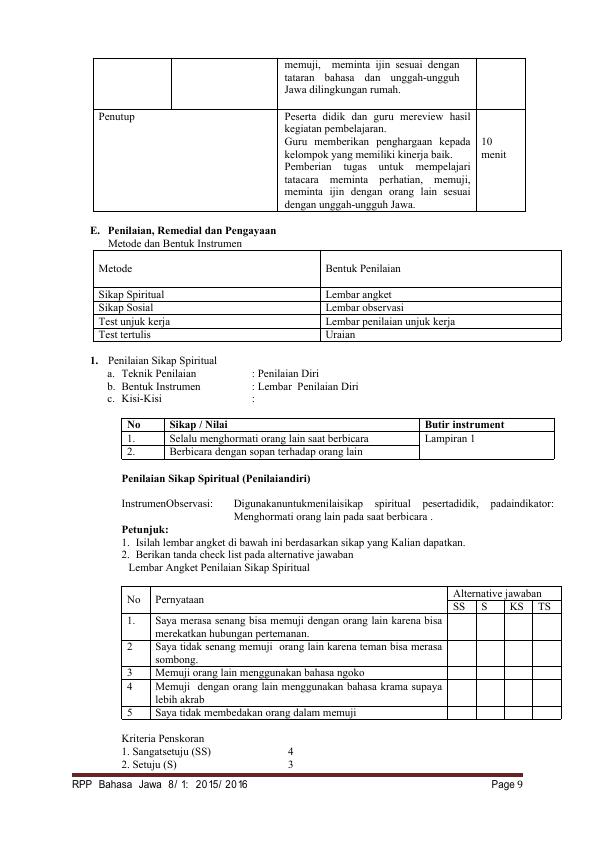 memuji, meminta ijin sesuai dengan
tataran bahasa dan unggah-ungguh
Jawa dilingkungan rumah.
Penutup
Peserta didik dan guru mereview hasil
kegiatan pembelajaran.
Guru memberikan penghargaan kepada
kelompok yang memiliki kinerja baik.
Pemberian tugas untuk mempelajari
tatacara meminta perhatian, memuji,
meminta ijin dengan orang lain sesuai
dengan unggah-ungguh Jawa.
10
menit
E. Penilaian, Remedial dan Pengayaan
Metode dan Bentuk Instrumen
Metode Bentuk Penilaian
Sikap Spiritual Lembar angket
Sikap Sosial Lembar observasi
Test unjuk kerja Lembar penilaian unjuk kerja
Test tertulis Uraian
1. Penilaian Sikap Spiritual
a. Teknik Penilaian : Penilaian Diri
b. Bentuk Instrumen : Lembar Penilaian Diri
c. Kisi-Kisi :
No Sikap / Nilai Butir instrument
1. Selalu menghormati orang lain saat berbicara Lampiran 1
2. Berbicara dengan sopan terhadap orang lain
Penilaian Sikap Spiritual (Penilaiandiri)
InstrumenObservasi: Digunakanuntukmenilaisikap spiritual pesertadidik, padaindikator:
Menghormati orang lain pada saat berbicara .
Petunjuk:
1. Isilah lembar angket di bawah ini berdasarkan sikap yang Kalian dapatkan.
2. Berikan tanda check list pada alternative jawaban
Lembar Angket Penilaian Sikap Spiritual
No Pernyataan Alternative jawaban
SS S KS TS
1. Saya merasa senang bisa memuji dengan orang lain karena bisa
merekatkan hubungan pertemanan.
2 Saya tidak senang memuji orang lain karena teman bisa merasa
sombong.
3 Memuji orang lain menggunakan bahasa ngoko
4 Memuji dengan orang lain menggunakan bahasa krama supaya
lebih akrab
5 Saya tidak membedakan orang dalam memuji
Kriteria Penskoran
1. Sangatsetuju (SS) 4
2. Setuju (S) 3
RPP Bahasa Jawa 8/ 1: 2015/ 2016 Page 9